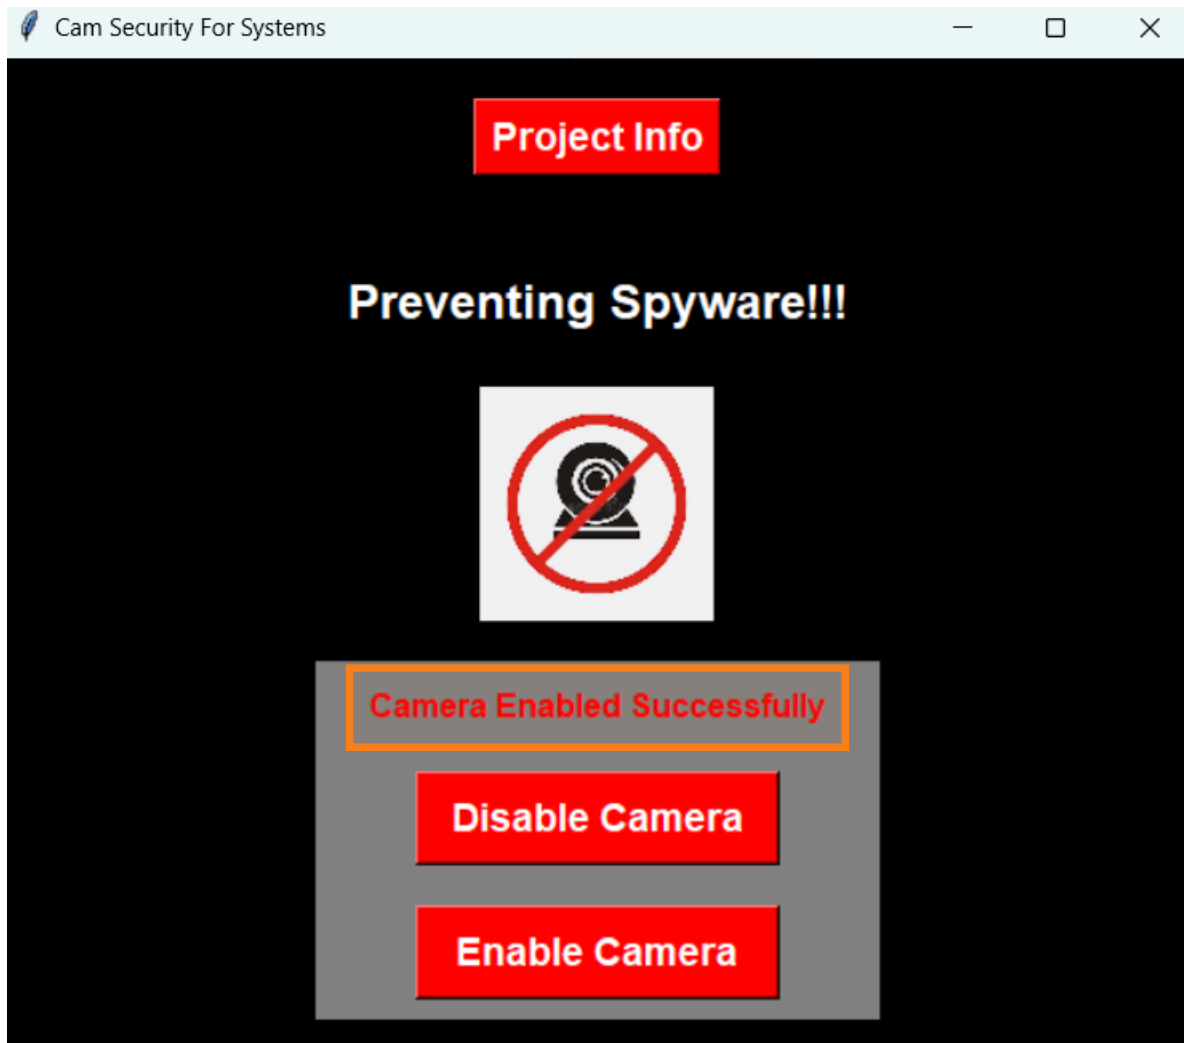 Cam Security For Systems
Project Info
Preventing Spyware!!!
Camera Enabled Successfully
Disable Camera
Enable Camera